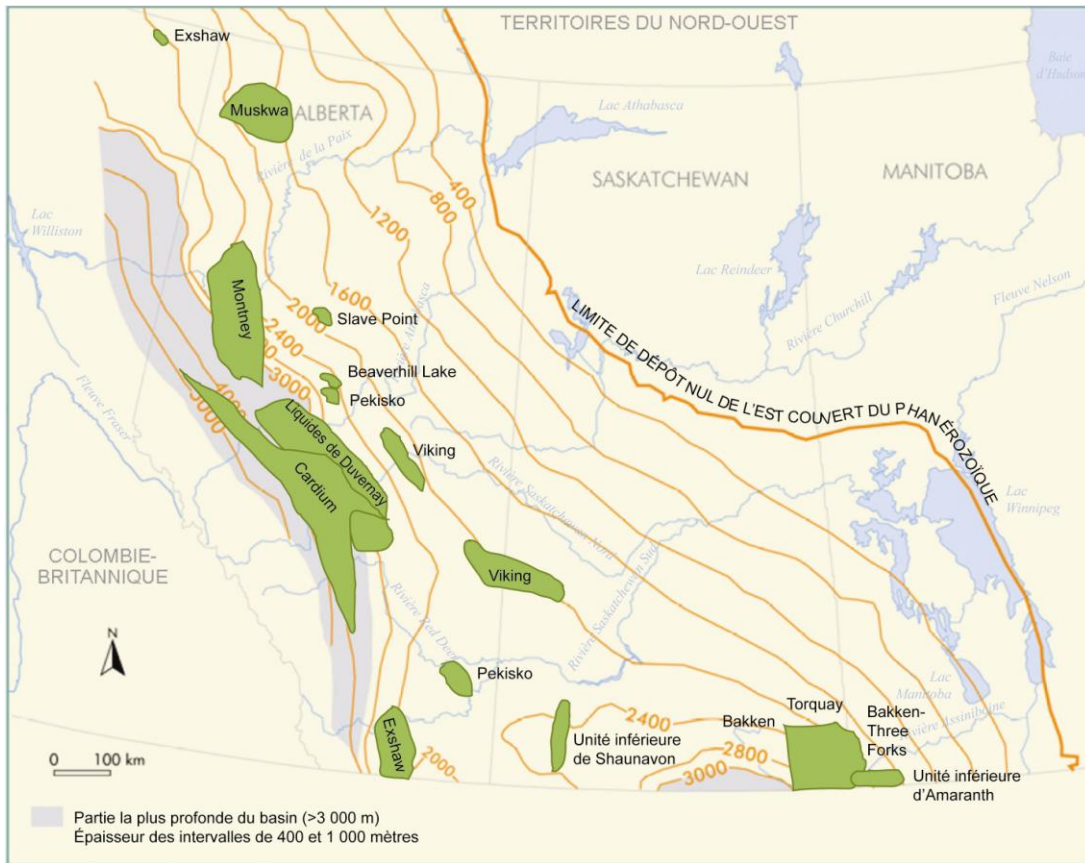 TERRITOIRES DU NORD-OUEST
Exshaw
Baie
d'Hudson
Muskwa
ALBERTA
Lac Athabasca
Rivière de la Paix
SASKATCHEWAN
MANITOBA
400
800
1200
1600
2000
2400
3000
4000
5000
Lac
Williston
Montney
Lac Reindeer
Rivière Churchill
Fleuve Nelson
Slave Point
Rivière Athabasca
LIMITE DE DÉPÔT NUL DE L'EST COUVERT DU PHANÉROZOÏQUE
Beaverhill Lake
Pekisko
Fleuve Fraser
Liquides de Duvernay
Cardium
Viking
Rivière Saskatchewan Nord
Lac
Winnipeg
COLOMBIE-
BRITANNIQUE
Viking
Rivière Saskatchewan Sud
Rivière Red Deer
N
Pekisko
Lac
Manitoba
Rivière Assiniboine
Exshaw
2000
2400
2800
3000
Unité inférieure
de Shaunavon
Bakken
Torquay
Bakken-
Three
Forks
Unité inférieure
d'Amaranth
0 100 km
Partie la plus profonde du basin (>3 000 m)
Épaisseur des intervalles de 400 et 1 000 mètres